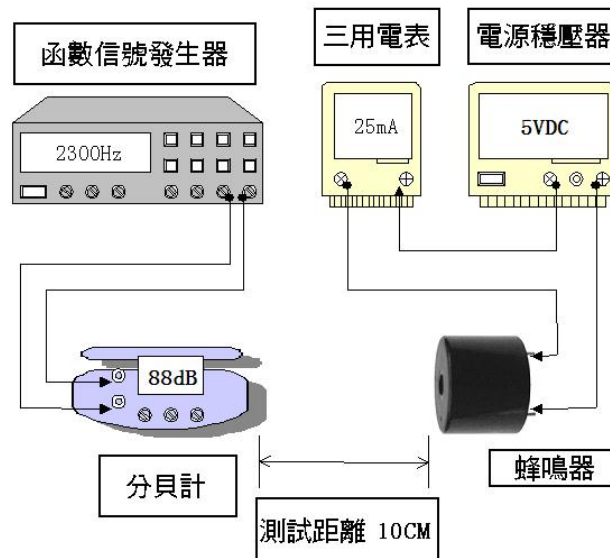 函數信號發生器
三用電表
電源穩壓器
2300Hz
25mA
5VDC
88dB
分貝計
蜂鳴器
測試距離 10CM